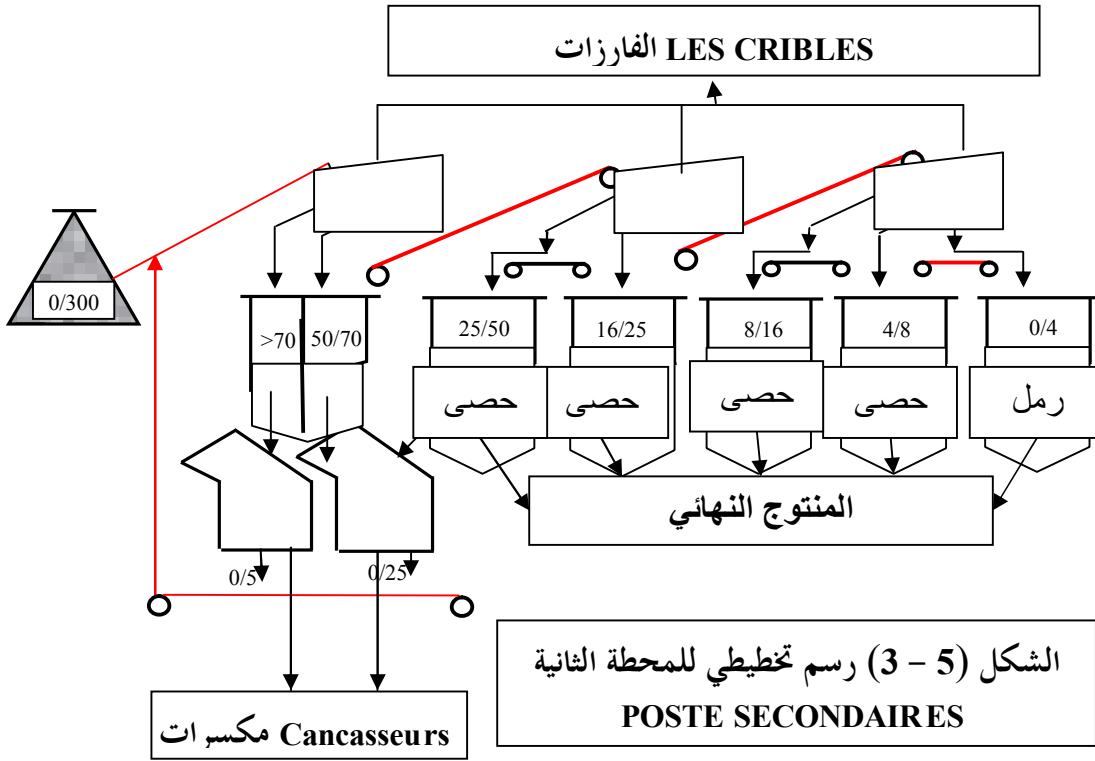 الفارزات LES CRIBLES
0/300
>70
50/70
25/50
16/25
8/16
4/8
0/4
حصى
حصى
حصى
حصى
رمل
المنتوج النهائي
0/5
0/25
الشكل (5 – 3) رسم تخطيطي للمحطة الثانية
POSTE SECONDAIRES
مكسرات Cancasseurs